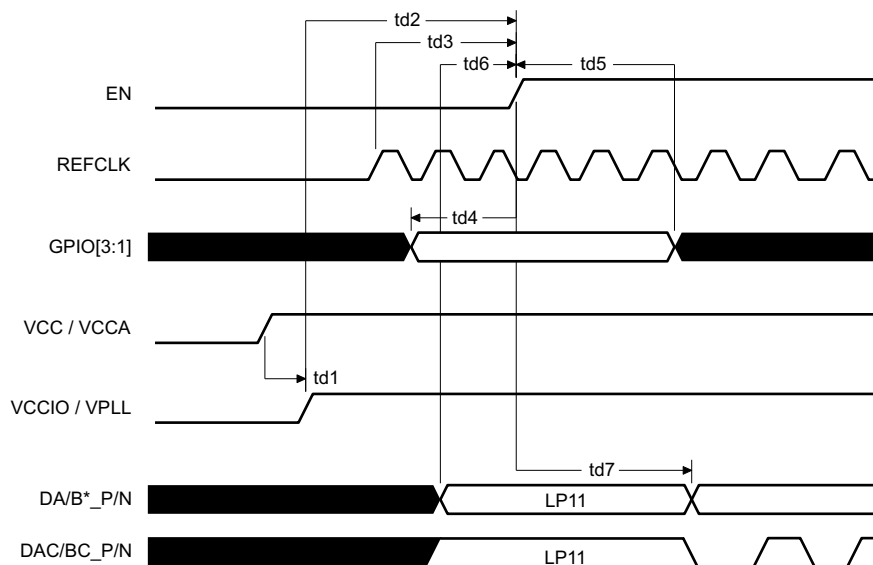 td2
td3
td6
td5
EN
REFCLK
td4
GPIO[3:1]
VCC / VCCA
td1
VCCIO / VPLL
td7
DA/B*_P/N
LP11
DAC/BC_P/N
LP11